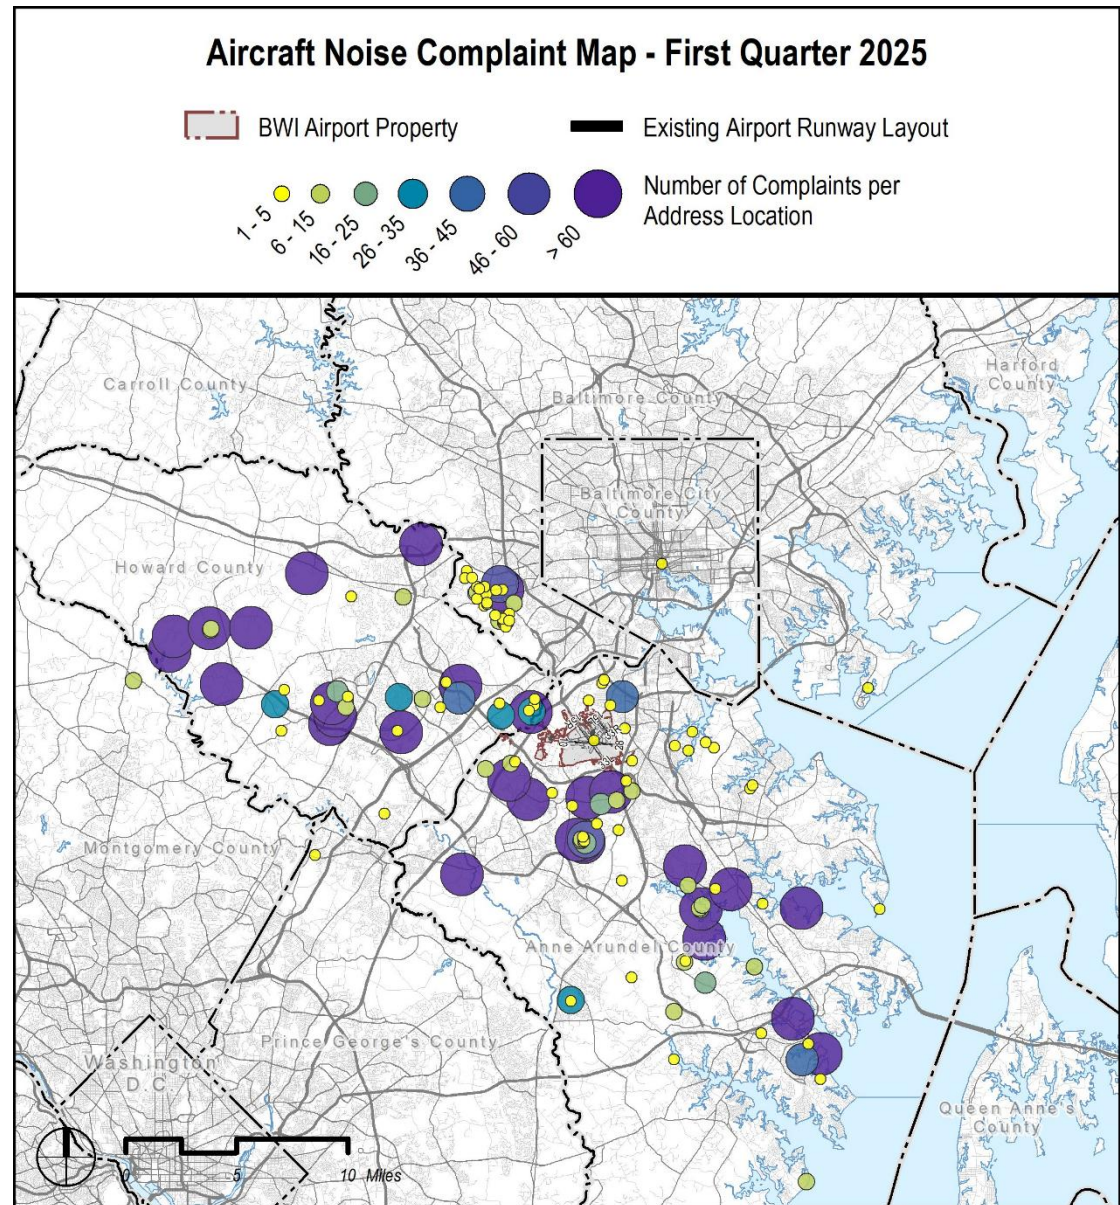 Aircraft Noise Complaint Map - First Quarter 2025
BWI Airport Property
Existing Airport Runway Layout
1 - 5
6 - 15
16 - 25
26 - 35
36 - 45
46 - 60
> 60
Number of Complaints per
Address Location
Carroll County
Baltimore County
Harford
County
Baltimore City
County
Howard County
Montgomery County
Anne Arundel County
Prince George's County
Washington
D.C
Queen Anne's
County
0 5 10 Miles